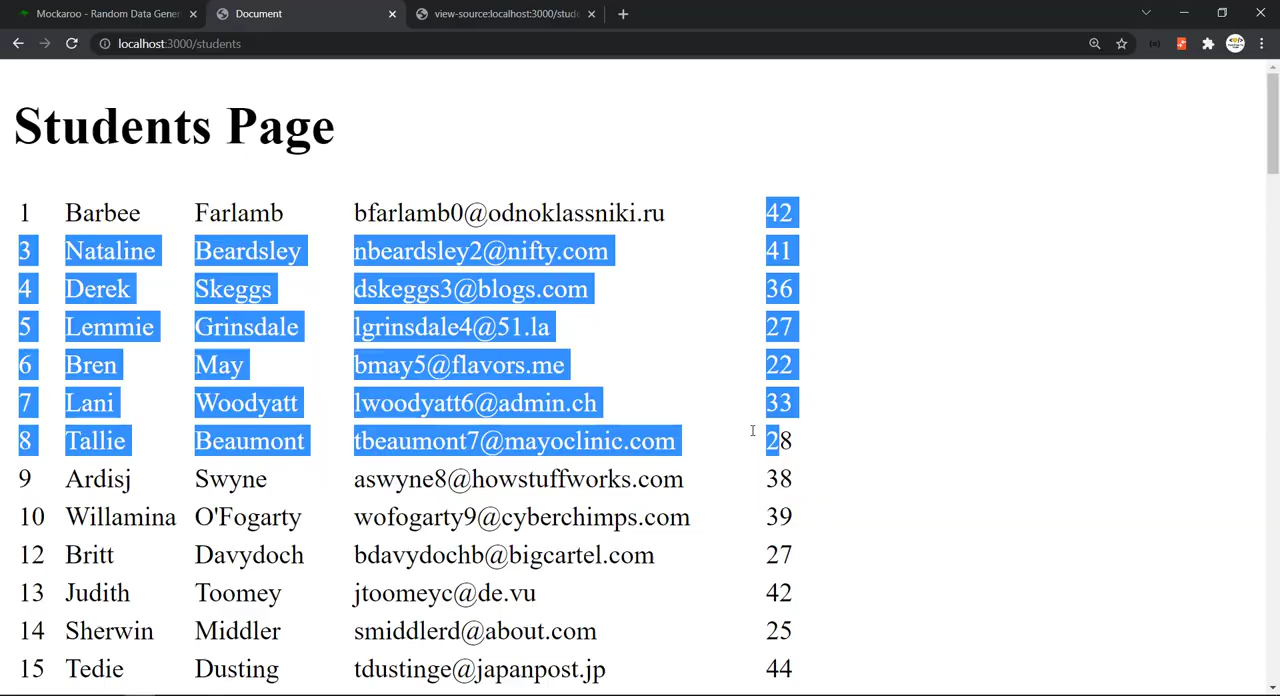 Mockaroo - Random Data Gener
Document
view-source:localhost:3000/stude
localhost:3000/students
Students Page
1 Barbee Farlamb bfarlamb0@odnoklassniki.ru 42
3 Nataline Beardsley nbeardsley2@nifty.com 41
4 Derek Skeggs dskeggs3@blogs.com 36
5 Lemmie Grinsdale lgrinsdale4@51.la 27
6 Bren May bmay5@flavors.me 22
7 Lani Woodyatt lwoodyatt6@admin.ch 33
8 Tallie Beaumont tbeaumont7@mayoclinic.com 28
9 Ardisj Swyne aswyne8@howstuffworks.com 38
10 Willamina O'Fogarty wofogarty9@cyberchimps.com 39
12 Britt Davydoch bdavydochb@bigcartel.com 27
13 Judith Toomey jtoomeyc@de.vu 42
14 Sherwin Middler smiddlerd@about.com 25
15 Tedie Dusting tdustinge@japanpost.jp 44